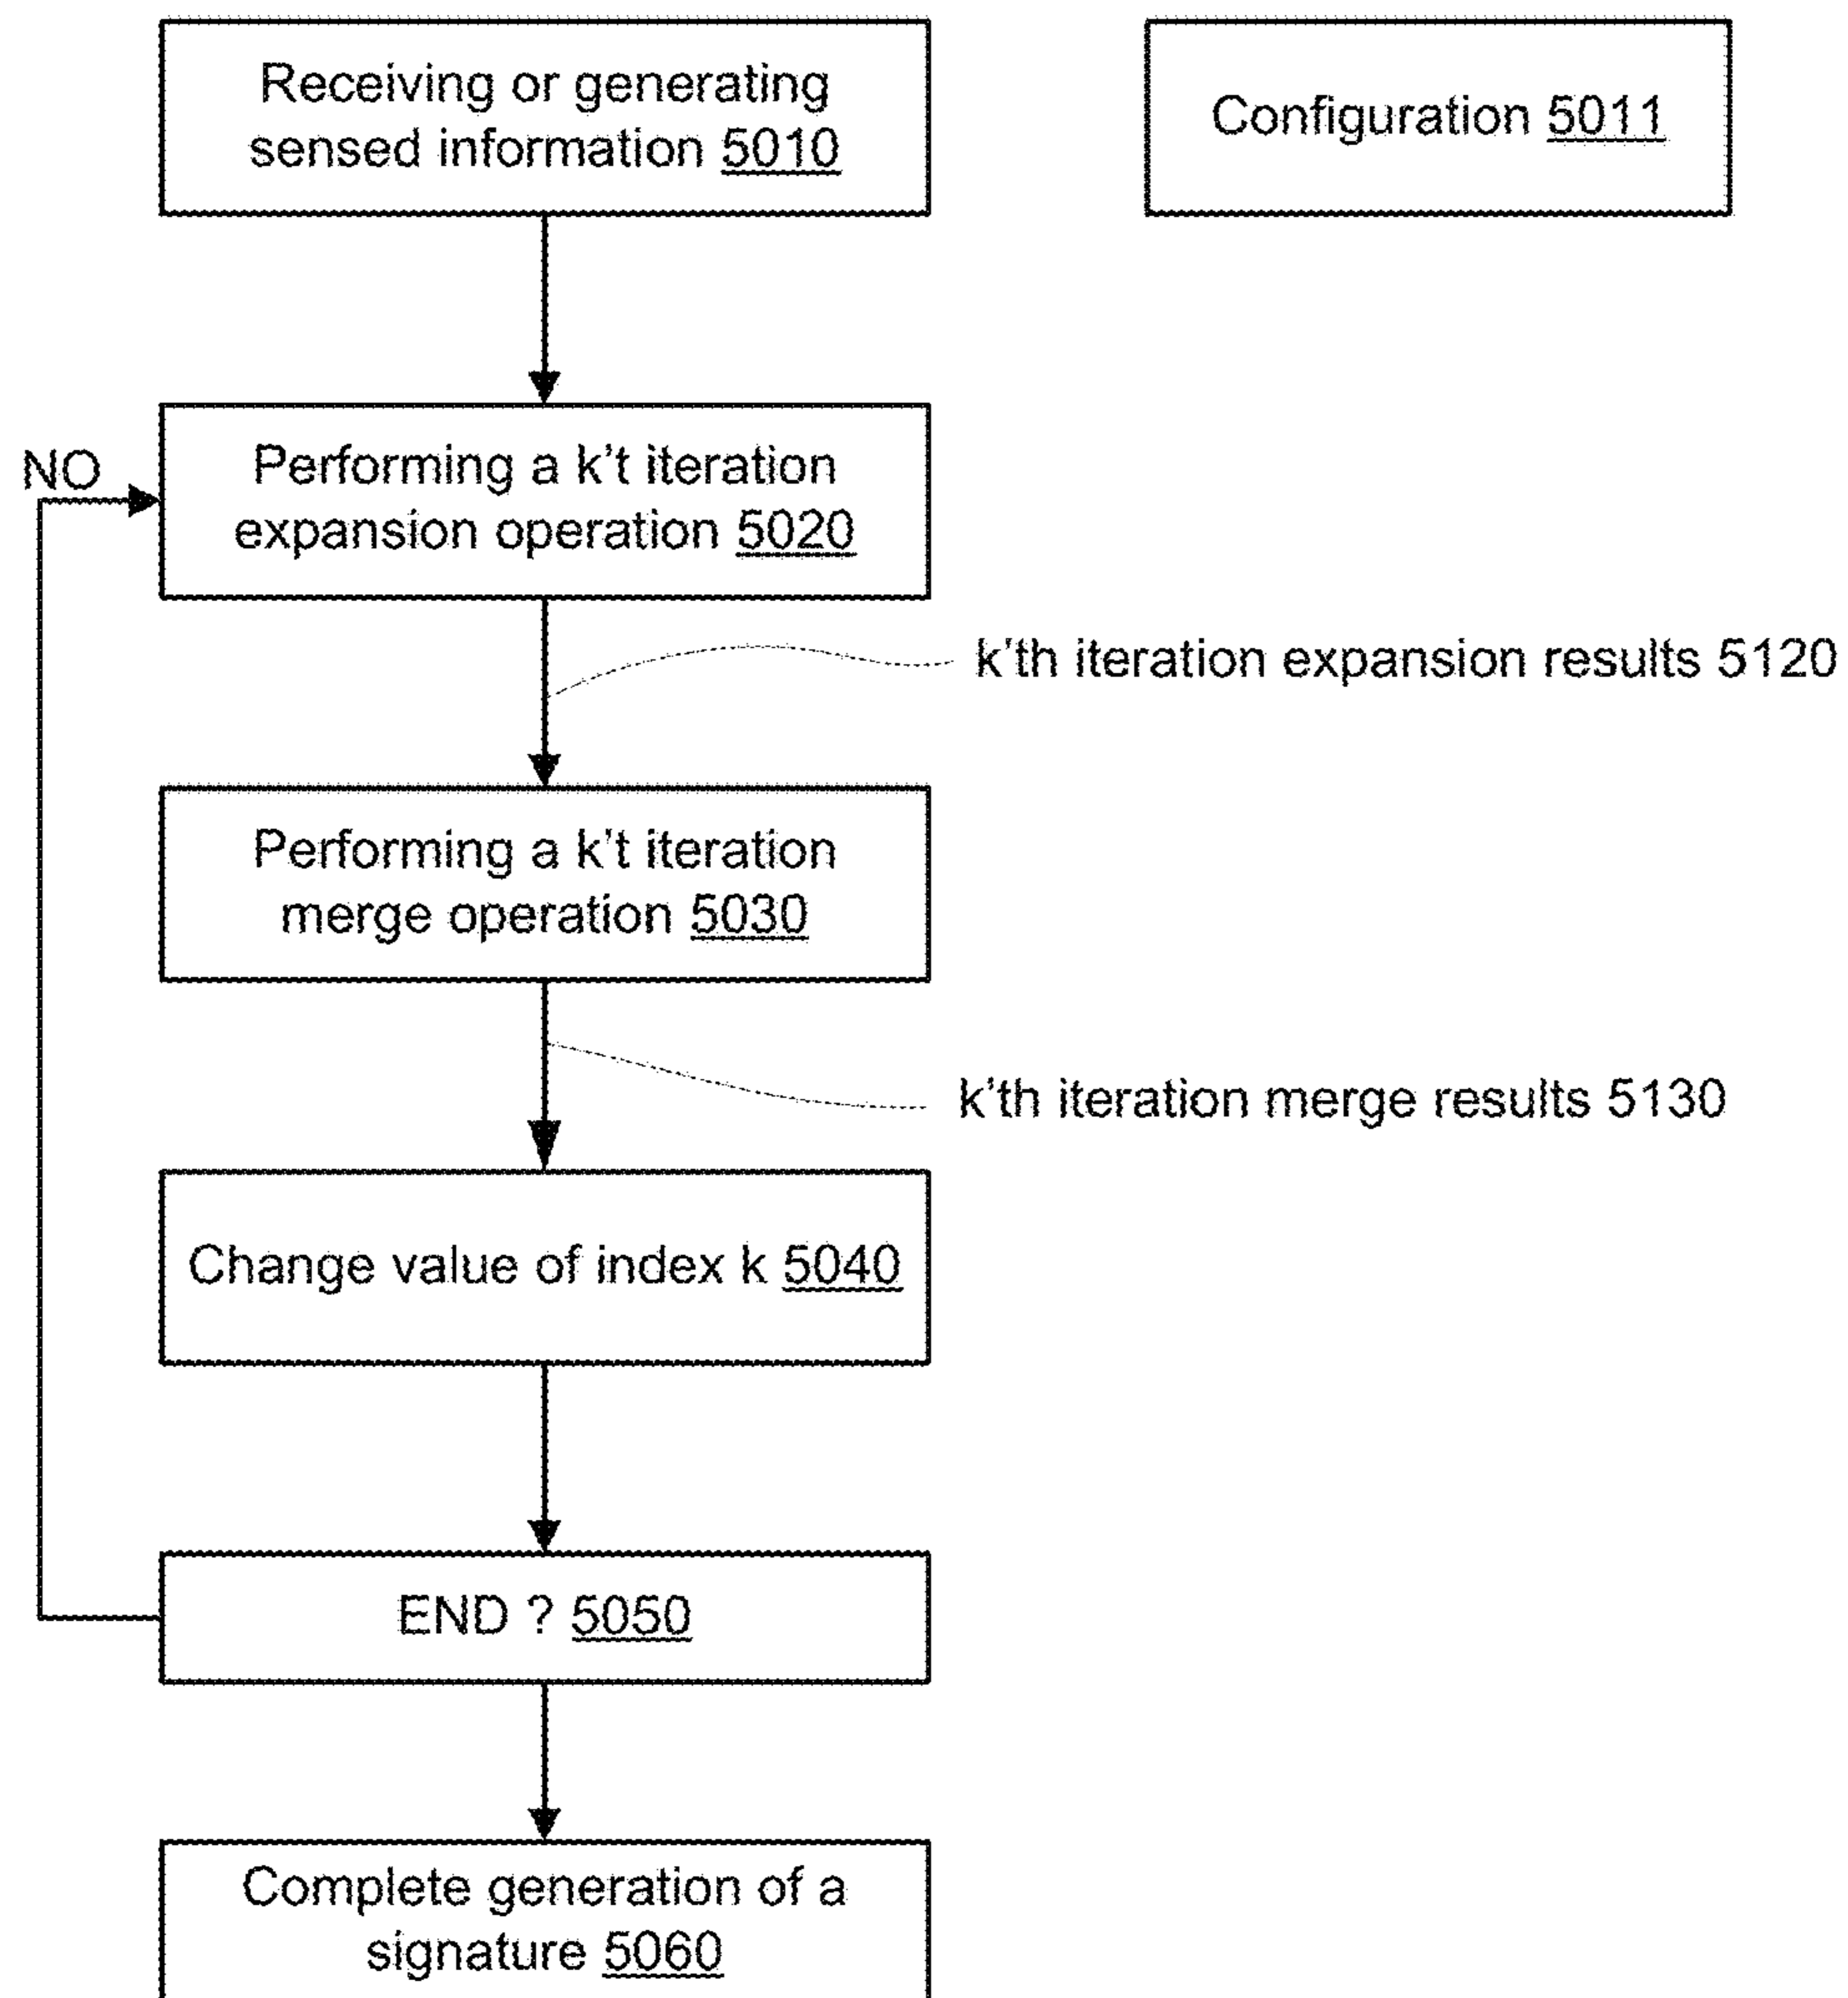 Receiving or generating
sensed information 5010
Configuration 5011
NO
Performing a k't iteration
expansion operation 5020
k'th iteration expansion results 5120
Performing a k't iteration
merge operation 5030
k'th iteration merge results 5130
Change value of index k 5040
END ? 5050
Complete generation of a
signature 5060